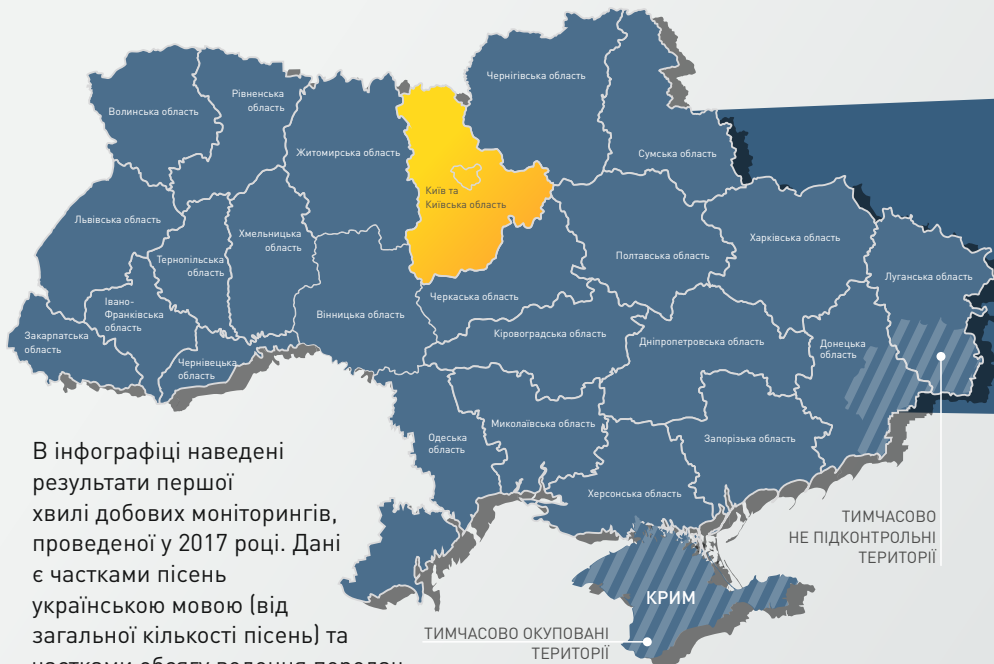 Чернігівська область
Волинська область
Рівненська
область
Житомирська область
Сумська область
Київ та
Київська область
Львівська область
Хмельницька
область
Тернопільська
область
Харківська область
Полтавська область
Луганська область
Івано-
Франківська
область
Черкаська область
Вінницька область
Закарпатська
область
Чернівецька
область
Кіровоградська область
Дніпропетровська область
Донецька
область
Одеська
область
Миколаївська область
Запорізька область
Херсонська область
В інфографіці наведені
результати першої
хвилі добових моніторингів,
проведеної у 2017 році. Дані
є частками пісень
українською мовою (від
загальної кількості пісень) та
частками обсягу ведення передач
ТИМЧАСОВО
НЕ ПІДКОНТРОЛЬНІ
ТЕРИТОРІЇ
КРИМ
ТИМЧАСОВО ОКУПОВАНІ
ТЕРИТОРІЇ